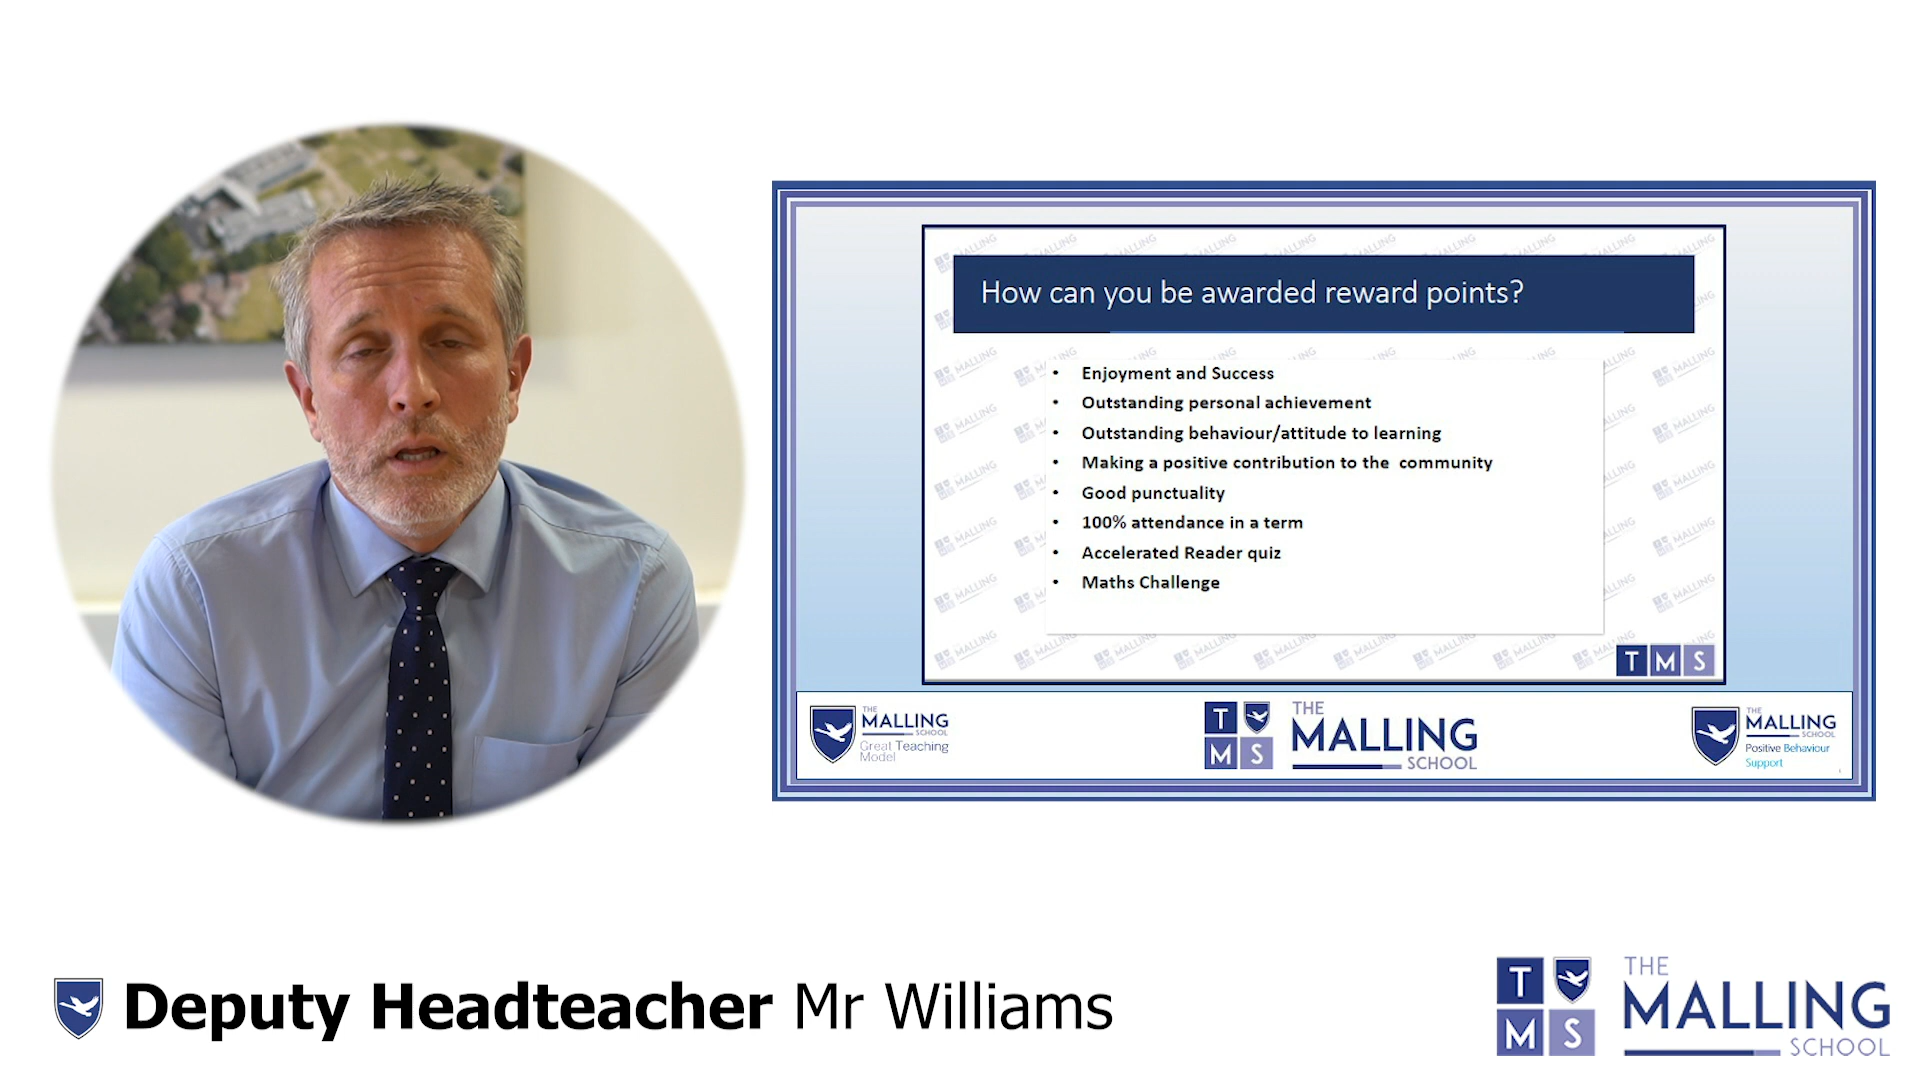 How can you be awarded reward points?
• Enjoyment and Success
• Outstanding personal achievement
• Outstanding behaviour/attitude to learning
• Making a positive contribution to the community
• Good punctuality
• 100% attendance in a term
• Accelerated Reader quiz
• Maths Challenge
T M S
THE
MALLING
SCHOOL
Great Teaching
Model
T
M S
THE
MALLING
SCHOOL
THE
MALLING
SCHOOL
Positive Behaviour
Support
Deputy Headteacher Mr Williams
T
M S
THE
MALLING
SCHOOL